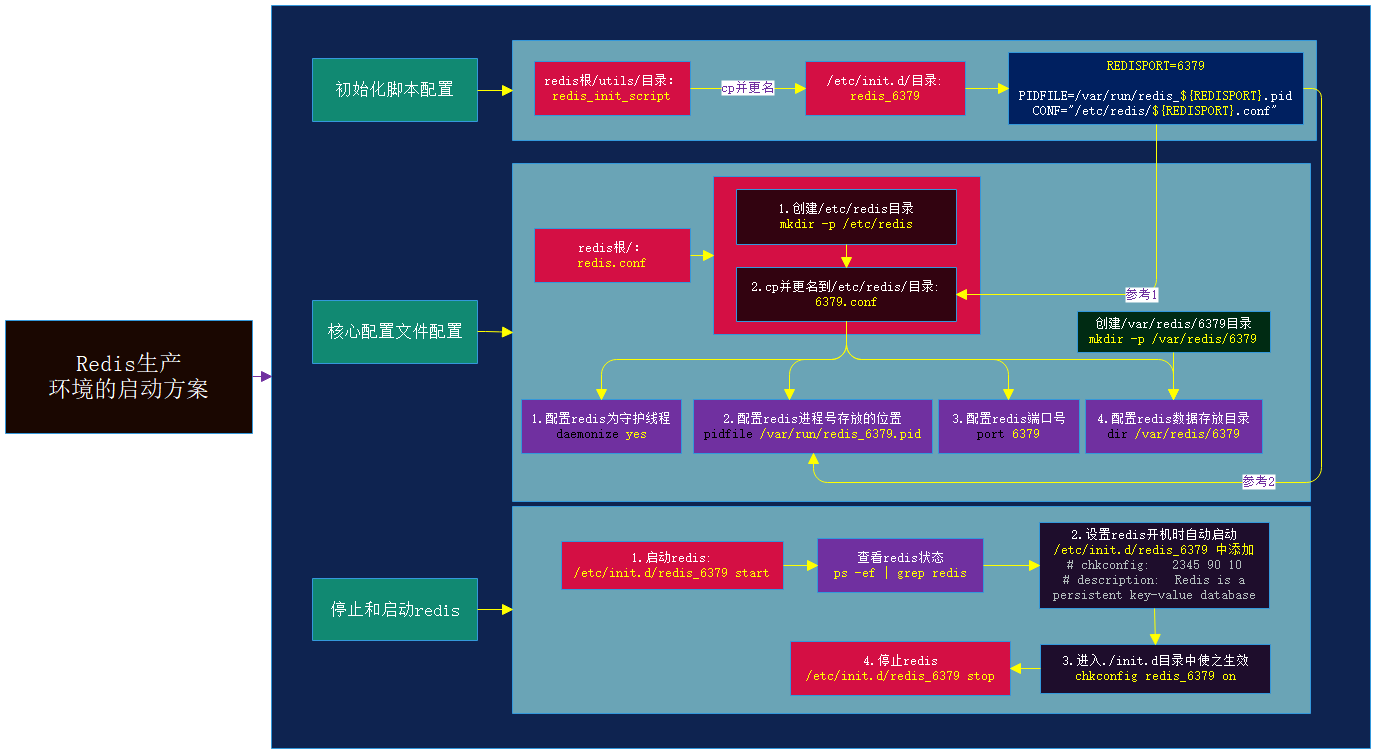 Redis生产
环境的启动方案
初始化脚本配置
redis根/utils/目录:
redis_init_script
cp并更名
/etc/init.d/目录:
redis_6379
REDISPORT=6379
PIDFILE=/var/run/redis_${REDISPORT}.pid
CONF="/etc/redis/${REDISPORT}.conf"
核心配置文件配置
redis根/:
redis.conf
1.创建/etc/redis目录
mkdir -p /etc/redis
2.cp并更名到/etc/redis/目录:
6379.conf
参考1
创建/var/redis/6379目录
mkdir -p /var/redis/6379
1.配置redis为守护线程
daemonize yes
2.配置redis进程号存放的位置
pidfile /var/run/redis_6379.pid
3.配置redis端口号
port 6379
4.配置redis数据存放目录
dir /var/redis/6379
参考2
停止和启动redis
1.启动redis:
/etc/init.d/redis_6379 start
查看redis状态
ps -ef | grep redis
2.设置redis开机时自动启动
/etc/init.d/redis_6379 中添加
# chkconfig: 2345 90 10
# description: Redis is a
persistent key-value database
3.进入./init.d目录中使之生效
chkconfig redis_6379 on
4.停止redis
/etc/init.d/redis_6379 stop